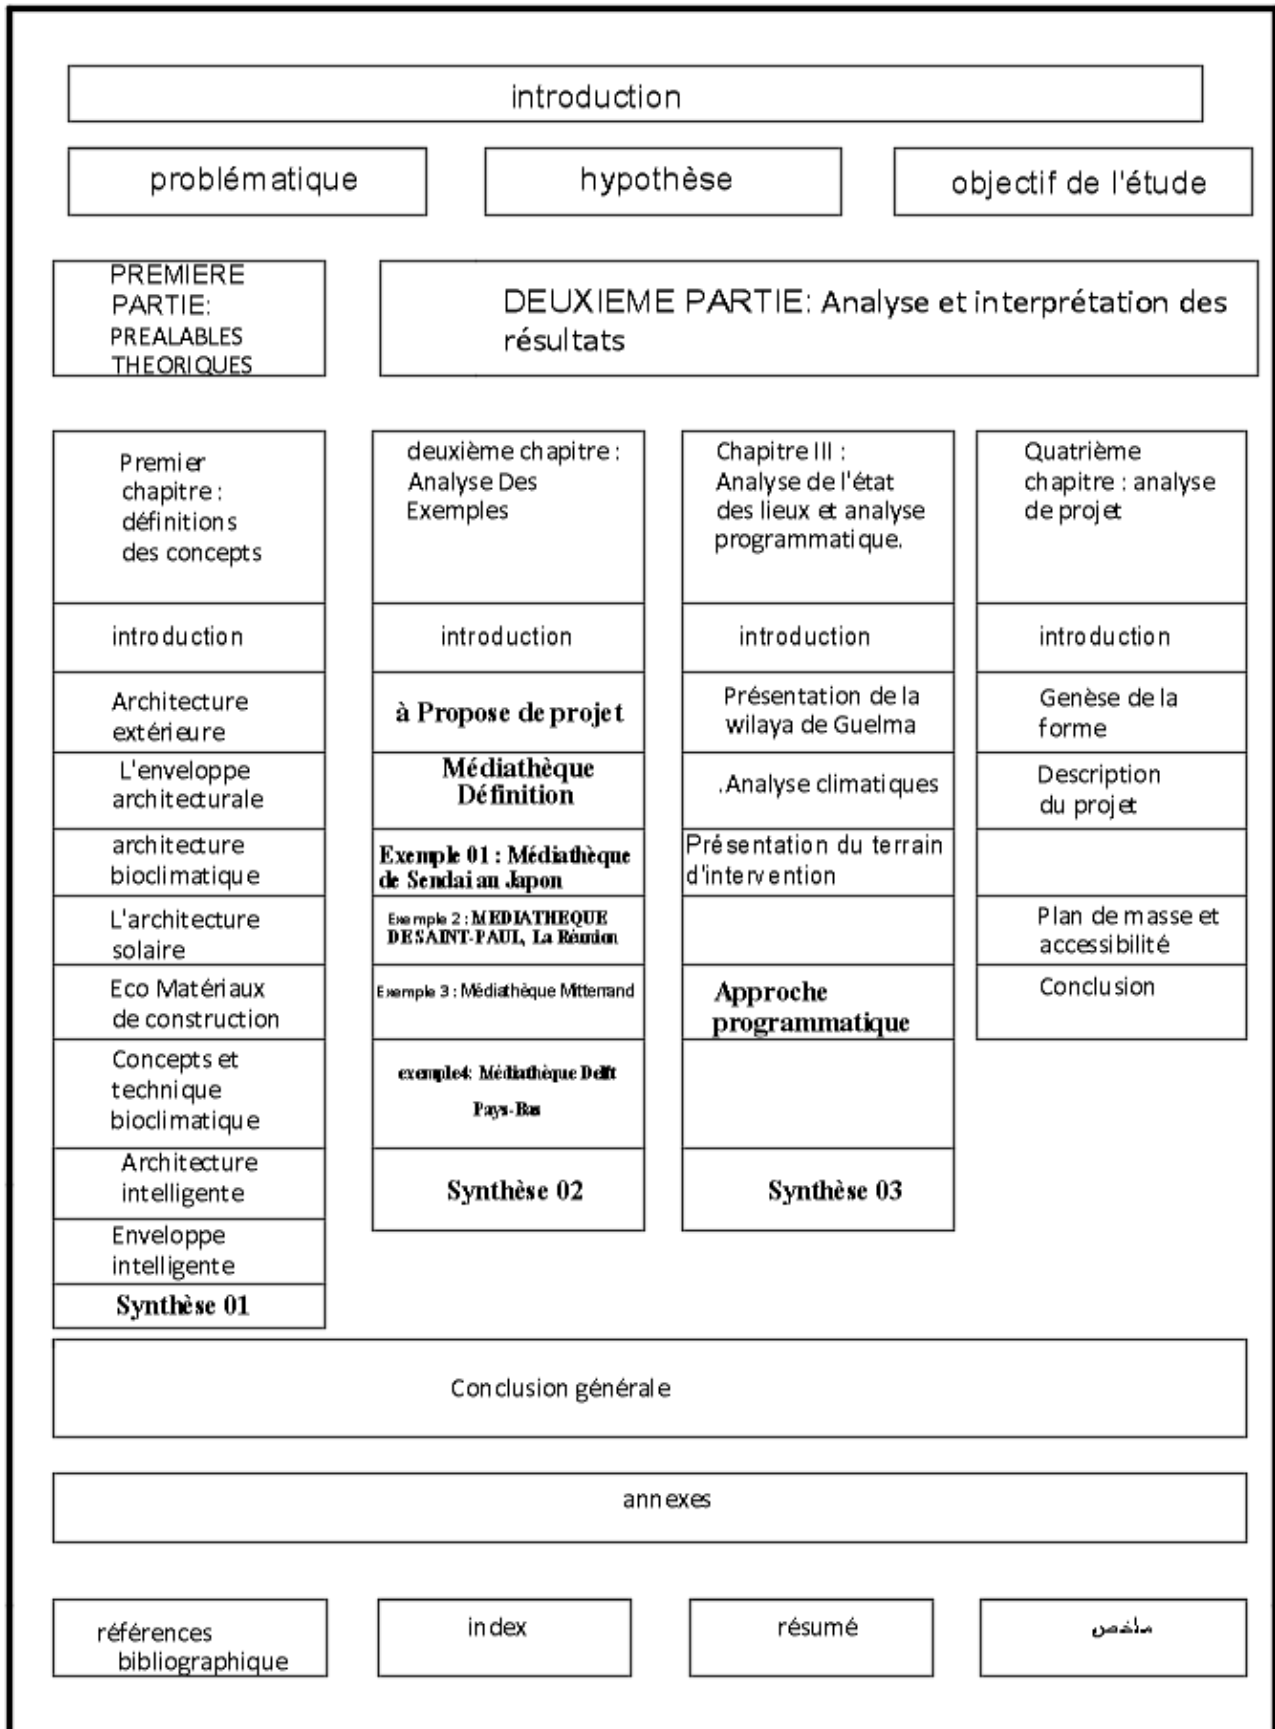 introduction
problématique
hypothèse
objectif de l'étude
PREMIERE
PARTIE:
PREALABLES
THEORIQUES
DEUXIEME PARTIE: Analyse et interprétation des
résultats
Premier
chapitre :
définitions
des concepts
introduction
Architecture
extérieure
L'enveloppe
architecturale
architecture
bioclimatique
L'architecture
solaire
Eco Matériaux
de construction
Concepts et
technique
bioclimatique
Architecture
intelligente
Enveloppe
intelligente
Synthèse 01
deuxième chapitre :
Analyse Des
Exemples
introduction
à Propose de projet
Médiathèque
Définition
Exemple 01 : Médiathèque
de Sendai au Japon
Exemple 2 : MEDIATHEQUE
DE SAINT-PAUL, La Réunion
Exemple 3 : Médiathèque Mitterrand
exemple4: Médiathèque Delft
Pays-Bas
Synthèse 02
Chapitre III :
Analyse de l'état
des lieux et analyse
programmatique.
introduction
Présentation de la
wilaya de Guelma
.Analyse climatiques
Présentation du terrain
d'intervention
Approche
programmatique
Synthèse 03
Quatrième
chapitre : analyse
de projet
introduction
Genèse de la
forme
Description
du projet
Plan de masse et
accessibilité
Conclusion
Conclusion générale
annexes
références
bibliographique
index
résumé
ملخص